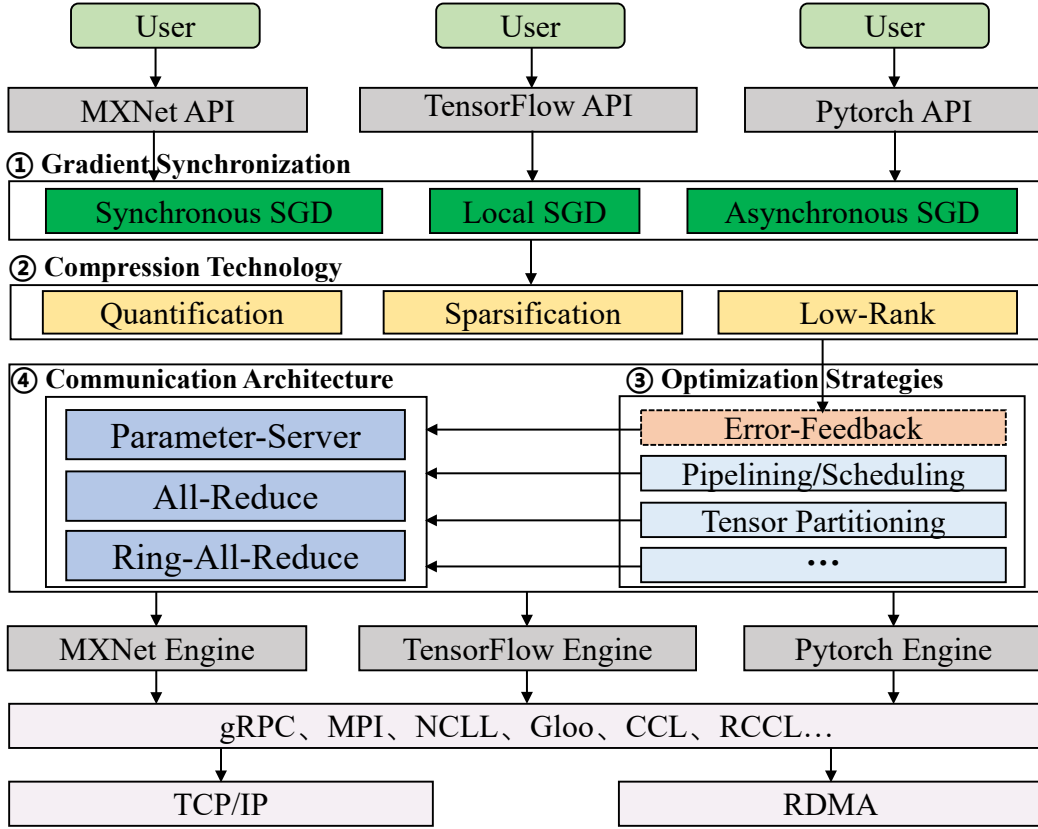 User
User
User
MXNet API
TensorFlow API
Pytorch API
① Gradient Synchronization
Synchronous SGD
Local SGD
Asynchronous SGD
② Compression Technology
Quantification
Sparsification
Low-Rank
④ Communication Architecture
Parameter-Server
All-Reduce
Ring-All-Reduce
③ Optimization Strategies
Error-Feedback
Pipelining/Scheduling
Tensor Partitioning
…
MXNet Engine
TensorFlow Engine
Pytorch Engine
gRPC、MPI、NCLL、Gloo、CCL、RCCL…
TCP/IP
RDMA